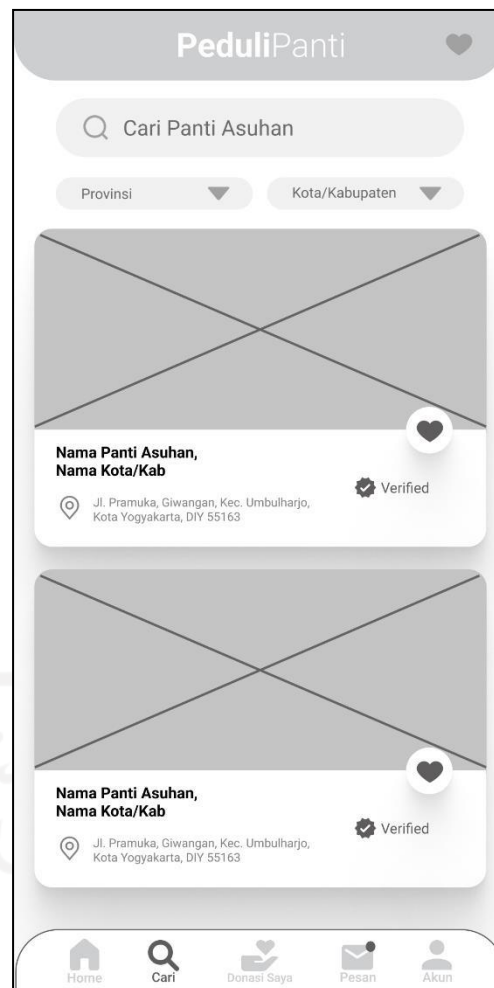 PeduliPanti
Cari Panti Asuhan
Provinsi
Kota/Kabupaten
Nama Panti Asuhan,
Nama Kota/Kab
Verified
Jl. Pramuka, Giwangan, Kec. Umbulharjo,
Kota Yogyakarta, DIY 55163
Nama Panti Asuhan,
Nama Kota/Kab
Verified
Jl. Pramuka, Giwangan, Kec. Umbulharjo,
Kota Yogyakarta, DIY 55163
Home
Cari
Donasi Saya
Pesan
Akun